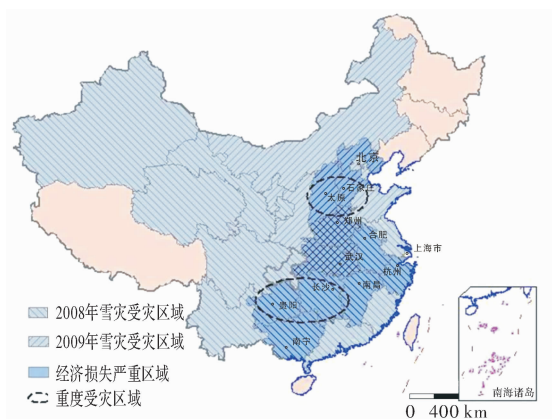 北京
石家庄
太原
郑州
合肥
上海市
武汉
杭州
长沙
南昌
贵阳
南宁
2008年雪灾受灾区域
2009年雪灾受灾区域
经济损失严重区域
重度受灾区域
0 400 km
南海诸岛